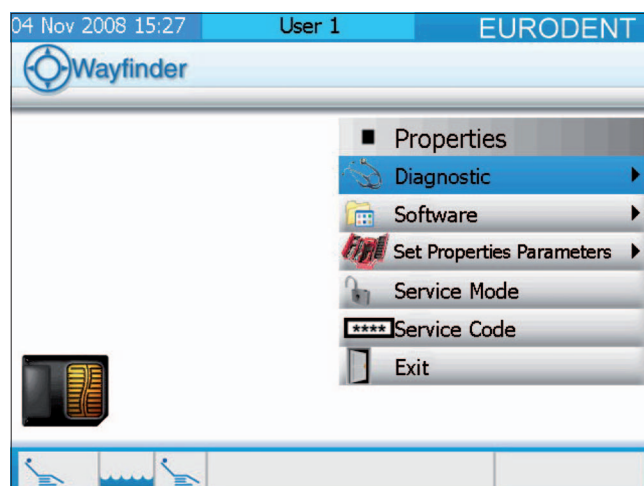 04 Nov 2008 15:27 User 1 EURODENT
Wayfinder
Properties
Diagnostic
Software
Set Properties Parameters
Service Mode
**** Service Code
Exit